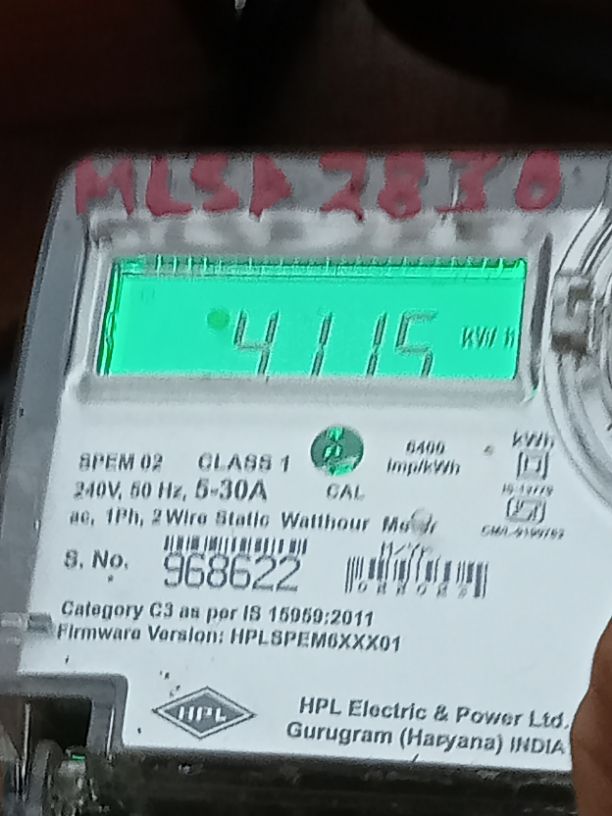 MLSP 2830
4115 kWh
SPEM 02 CLASS 1 6400 kWh
imp/kWh
240V, 50 Hz, 5-30A CAL
ac, 1Ph, 2 Wire Static Watthour
S. No. 968622
Category C3 as per IS 15959:2011
Firmware Version: HPLSPEM6XXX01
HPL HPL Electric & Power Ltd.
Gurugram (Haryana) INDIA